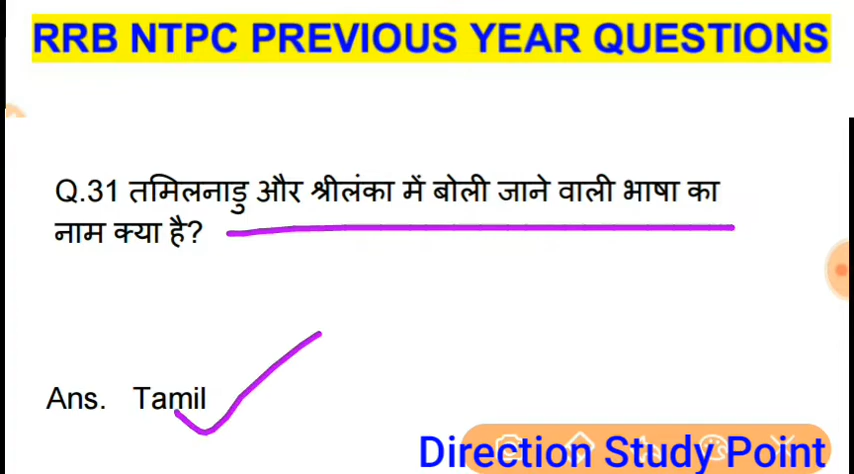 RRB NTPC PREVIOUS YEAR QUESTIONS
Q.31 तमिलनाडु और श्रीलंका में बोली जाने वाली भाषा का
नाम क्या है?
Ans. Tamil
Direction Study Point